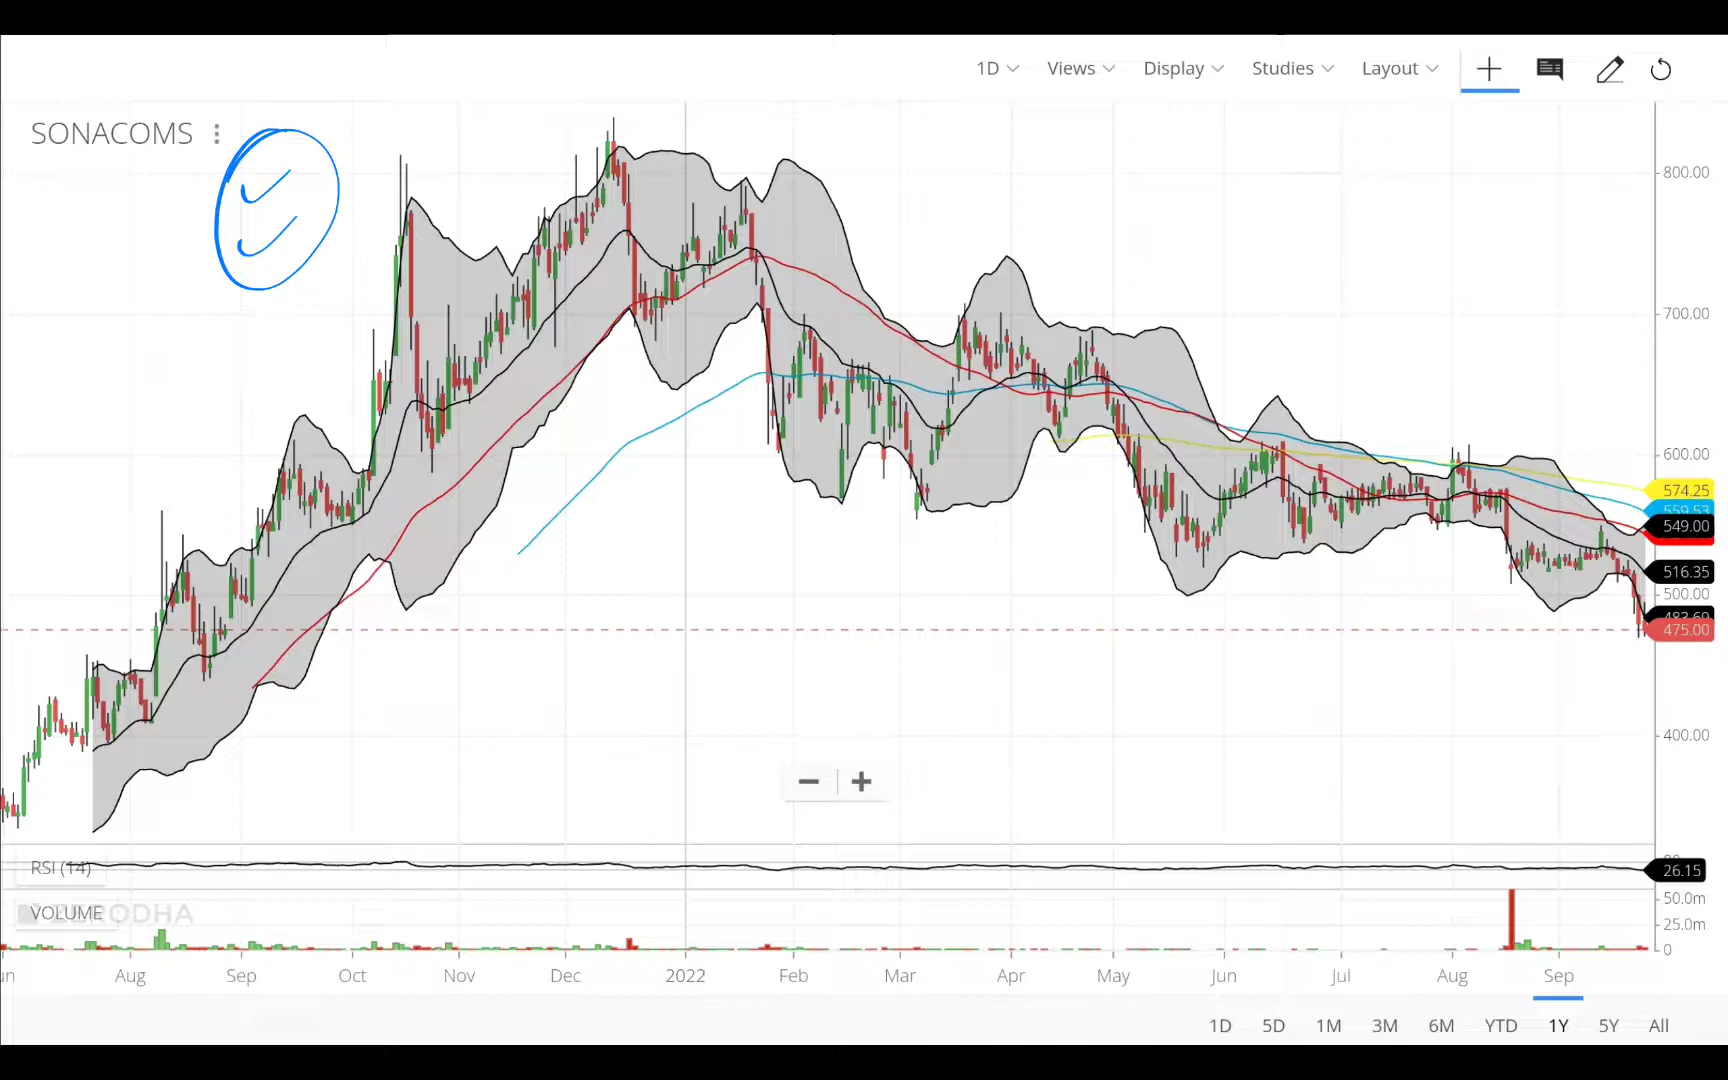 1D Views Display Studies Layout
SONACOMS
800.00
700.00
600.00
574.25
559.53
549.00
516.35
500.00
475.00
400.00
RSI (14)
26.15
VOLUME
ZERODHA
50.0m
25.0m
0
Aug Sep Oct Nov Dec 2022 Feb Mar Apr May Jun Jul Aug Sep
1D 5D 1M 3M 6M YTD 1Y 5Y All